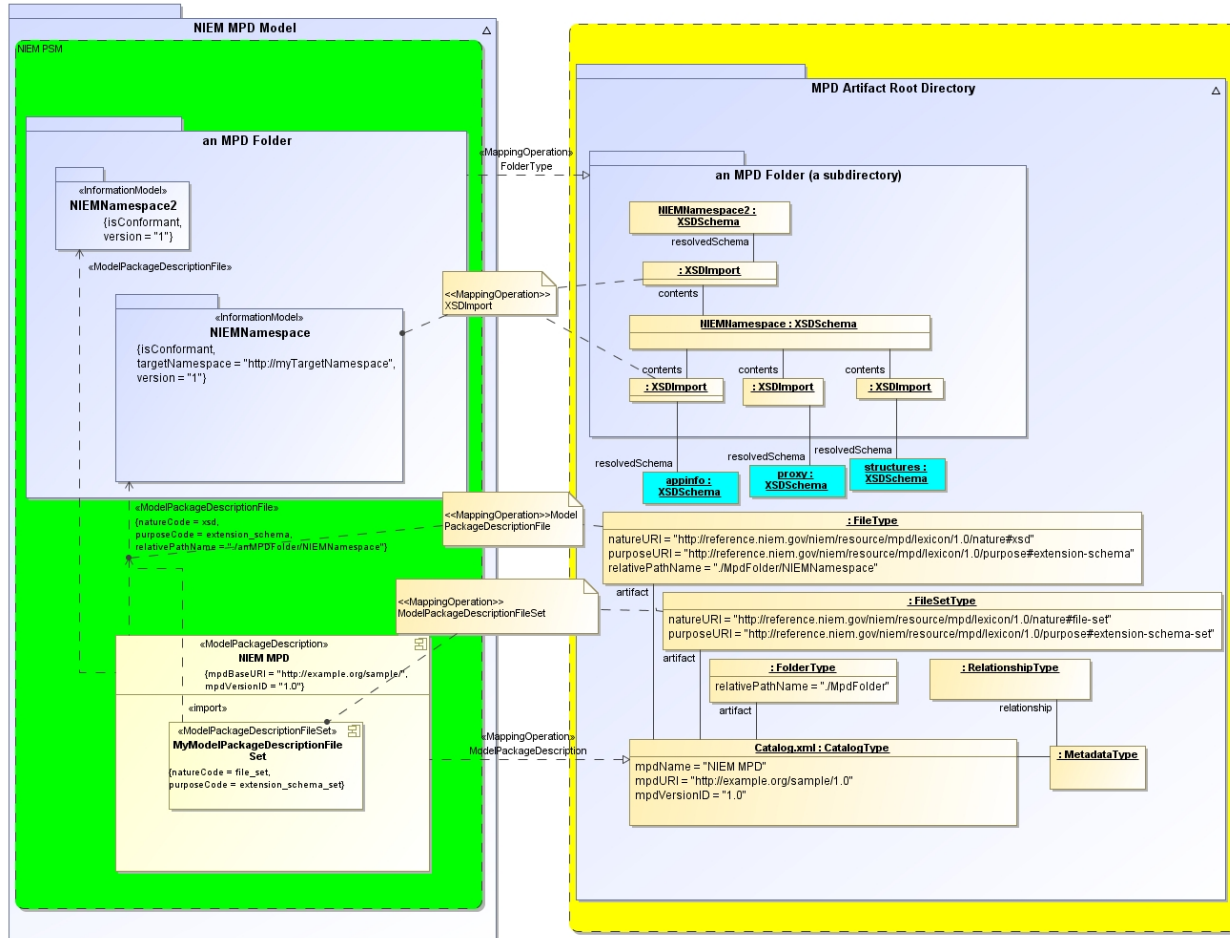 NIEM MPD Model
NIEM PSM
an MPD Folder
«InformationModel»
NIEMNamespace2
{isConformant,
version = "1"}
«ModelPackageDescriptionFile»
«InformationModel»
NIEMNamespace
{isConformant,
targetNamespace = "http://myTargetNamespace",
version = "1"}
«ModelPackageDescriptionFile»
{natureCode = xsd,
purposeCode = extension_schema,
relativePathName = "./anMPDFolder/NIEMNamespace"}
«ModelPackageDescription»
NIEM MPD
{mpdBaseURI = "http://example.org/sample/",
mpdVersionID = "1.0"}
«import»
«ModelPackageDescriptionFileSet»
MyModelPackageDescriptionFile
Set
{natureCode = file_set,
purposeCode = extension_schema_set}
«MappingOperation»
FolderType
<<MappingOperation>>
XSDImport
<<MappingOperation>>Model
PackageDescriptionFile
<<MappingOperation>>
ModelPackageDescriptionFileSet
«MappingOperation»
ModelPackageDescription
MPD Artifact Root Directory
an MPD Folder (a subdirectory)
NIEMNamespace2 :
XSDSchema
resolvedSchema
: XSDImport
contents
NIEMNamespace : XSDSchema
contents contents contents
: XSDImport : XSDImport : XSDImport
resolvedSchema resolvedSchema resolvedSchema
appinfo :
XSDSchema
proxy :
XSDSchema
structures :
XSDSchema
: FileType
natureURI = "http://reference.niem.gov/niem/resource/mpd/lexicon/1.0/nature#xsd"
purposeURI = "http://reference.niem.gov/niem/resource/mpd/lexicon/1.0/purpose#extension-schema"
relativePathName = "./MpdFolder/NIEMNamespace"
artifact
: FileSetType
natureURI = "http://reference.niem.gov/niem/resource/mpd/lexicon/1.0/nature#file-set"
purposeURI = "http://reference.niem.gov/niem/resource/mpd/lexicon/1.0/purpose#extension-schema-set"
artifact
: FolderType
relativePathName = "./MpdFolder"
artifact
: RelationshipType
relationship
Catalog.xml : CatalogType
mpdName = "NIEM MPD"
mpdURI = "http://example.org/sample/1.0"
mpdVersionID = "1.0"
: MetadataType